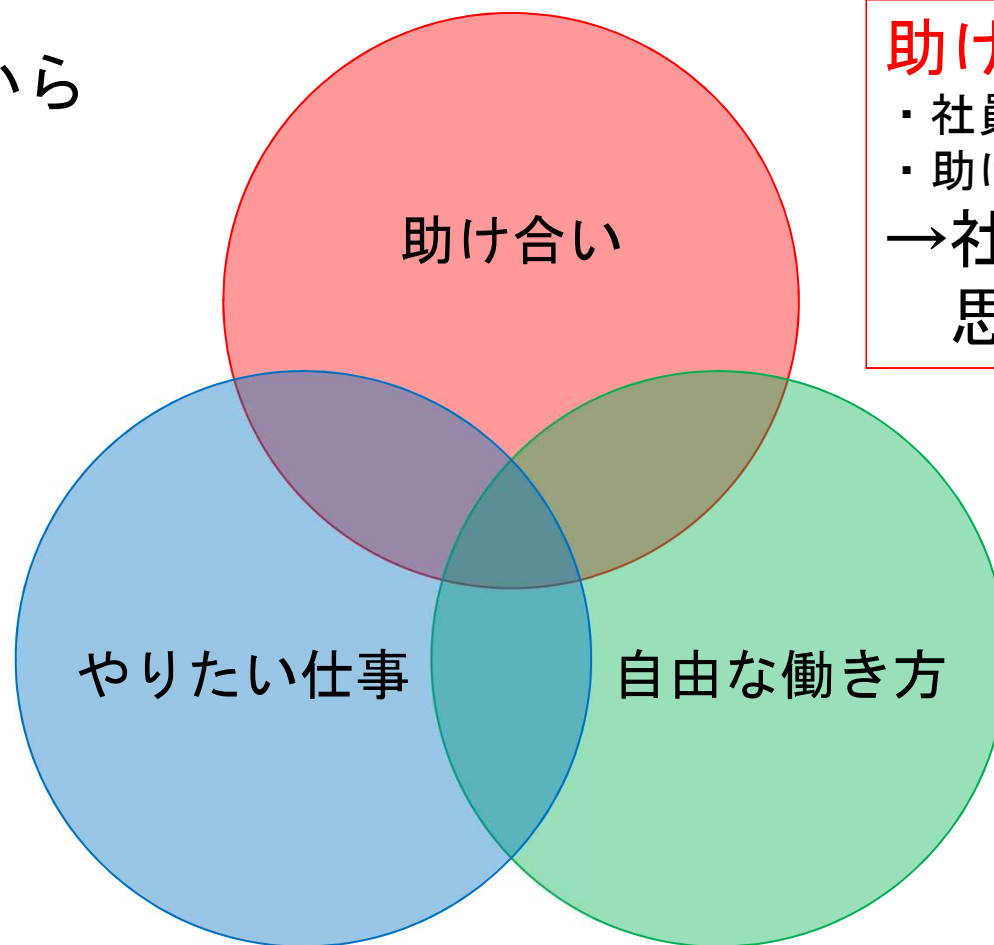 から
助け
・社員
・助け
→社
思
助け合い
やりたい仕事
自由な働き方